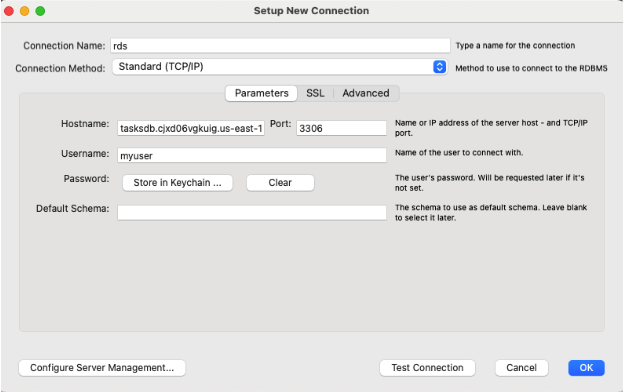 Setup New Connection
Connection Name: rds Type a name for the connection
Connection Method: Standard (TCP/IP) Method to use to connect to the RDBMS
Parameters SSL Advanced
Hostname: tasksdb.cjxd06vgkuig.us-east-1 Port: 3306 Name or IP address of the server host - and TCP/IP
port.
Username: myuser Name of the user to connect with.
Password: Store in Keychain ... Clear The user's password. Will be requested later if it's
not set.
Default Schema: The schema to use as default schema. Leave blank
to select it later.
Configure Server Management... Test Connection Cancel OK